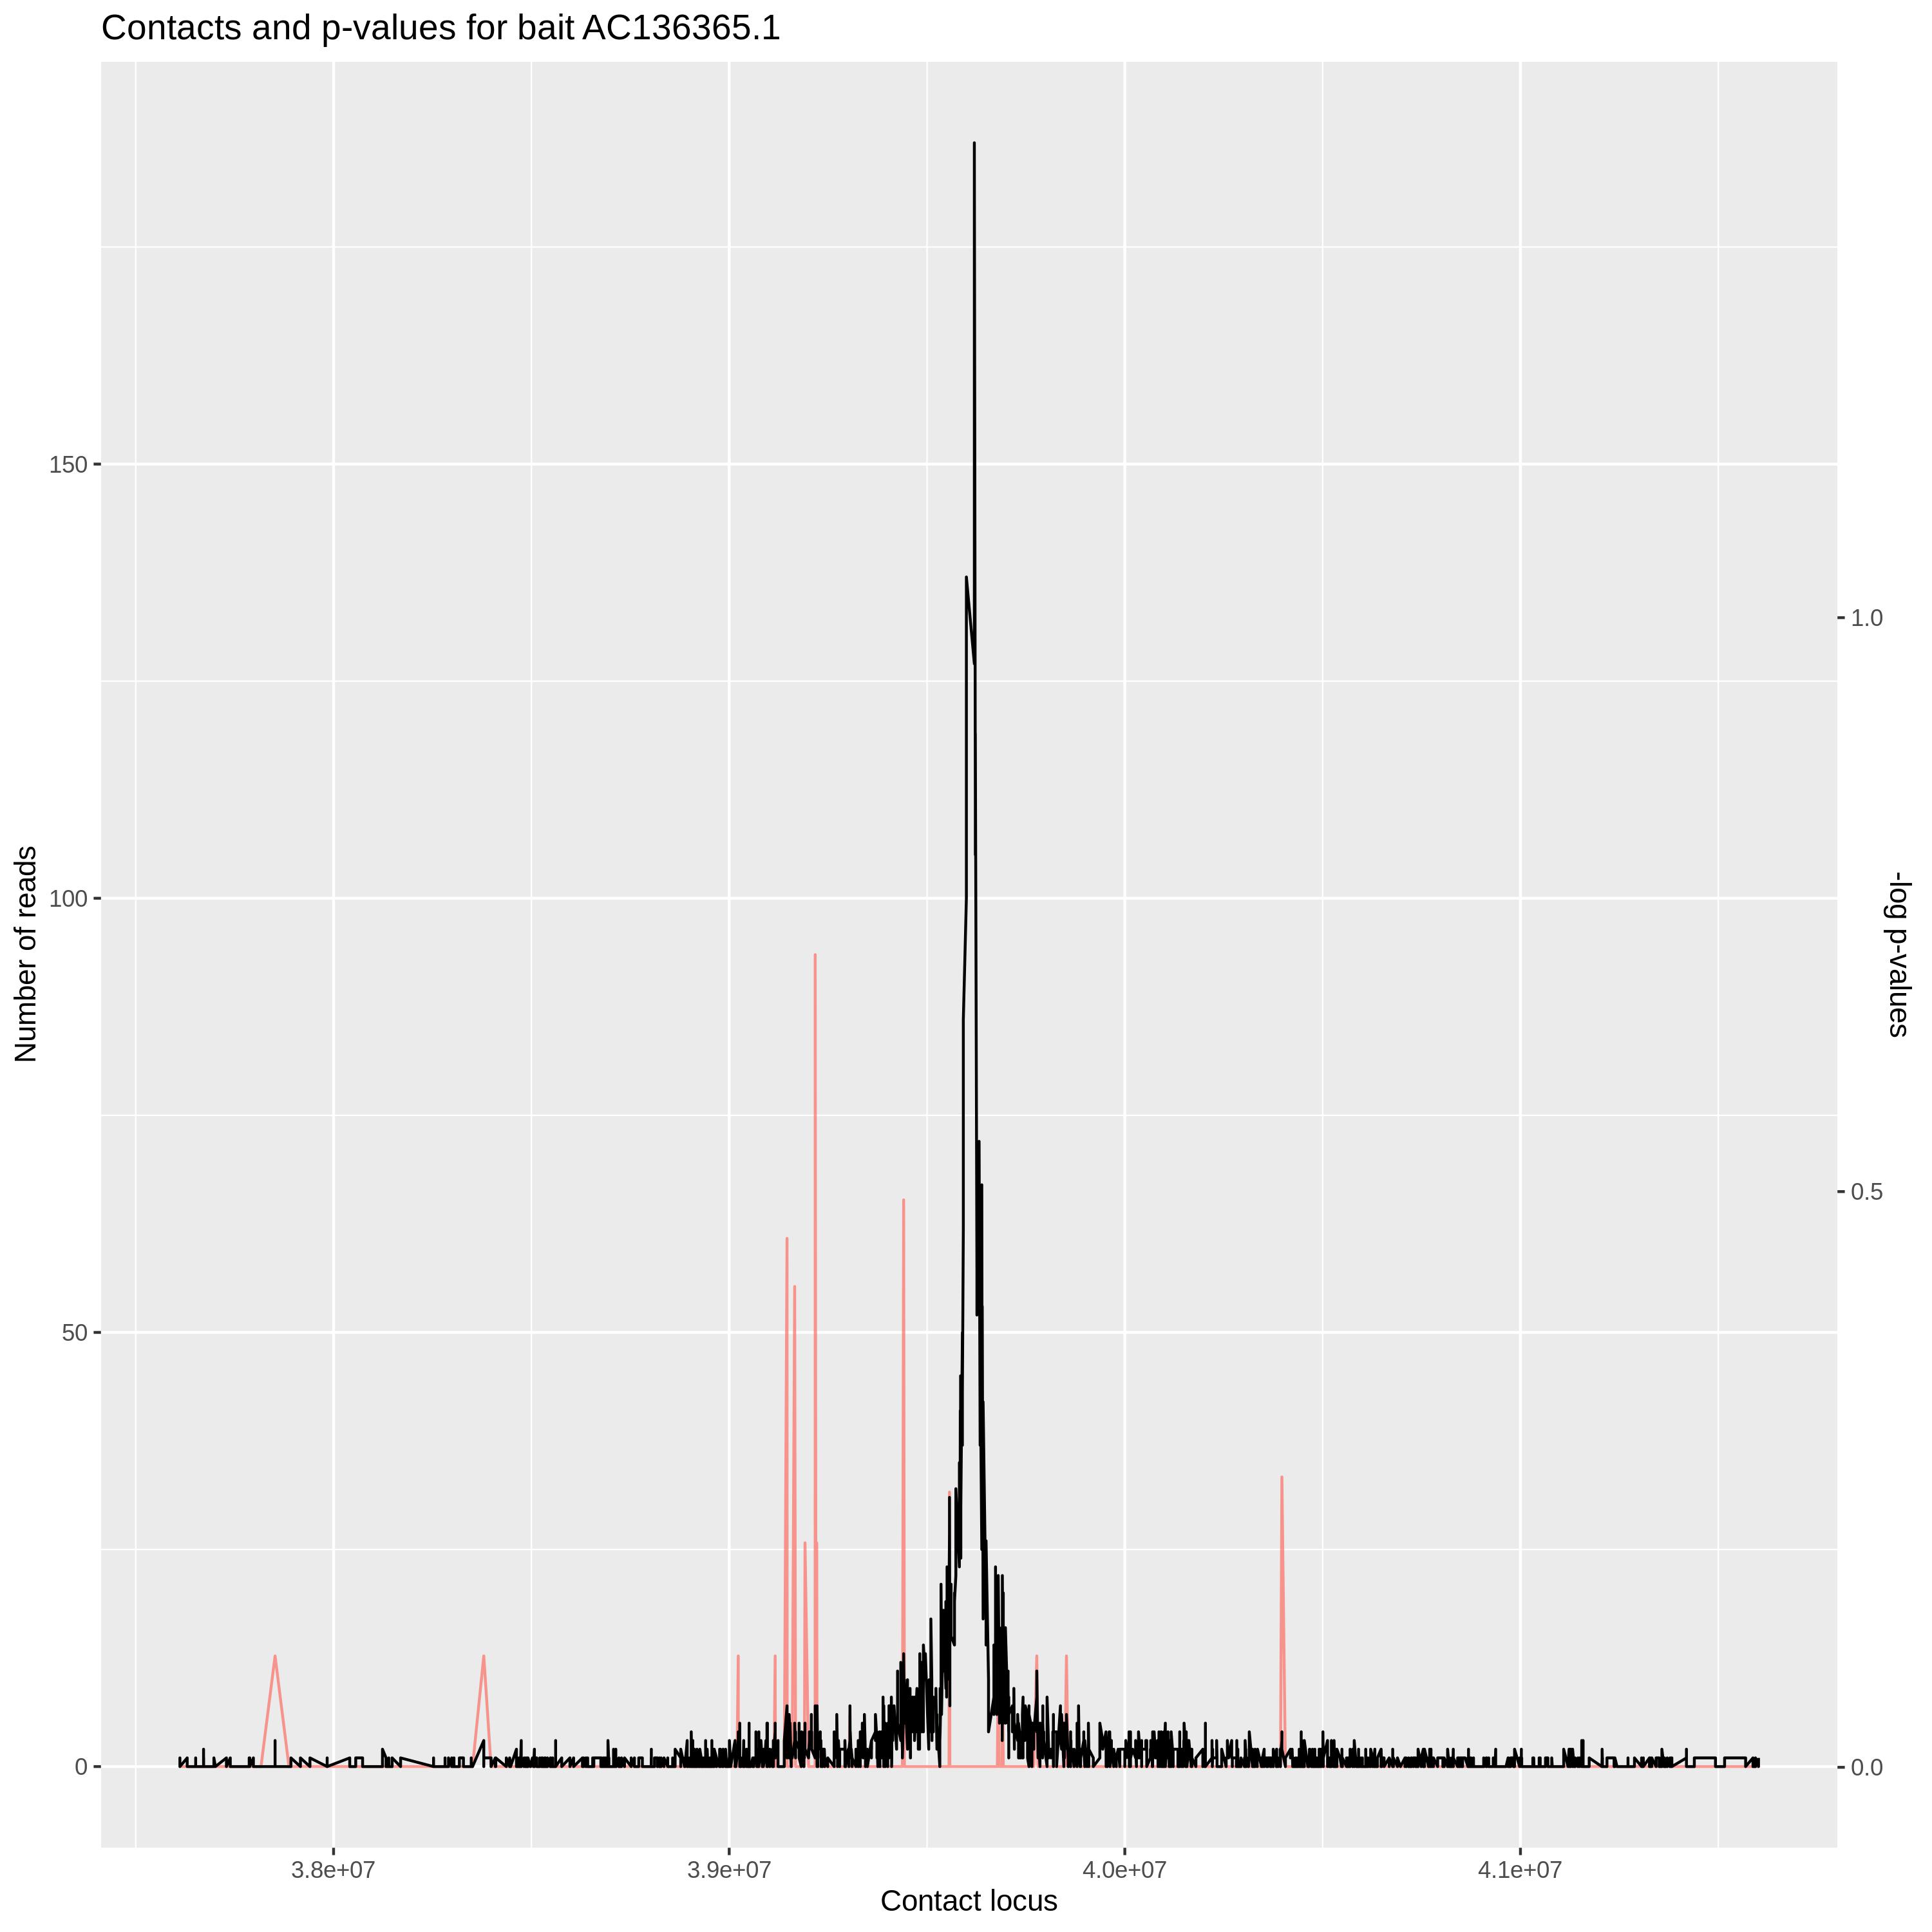 Contacts and p-values for bait AC136365.1
150
100
50
0
Number of reads
1.0
0.5
0.0
-log p-values
3.8e+07
3.9e+07
4.0e+07
4.1e+07
Contact locus